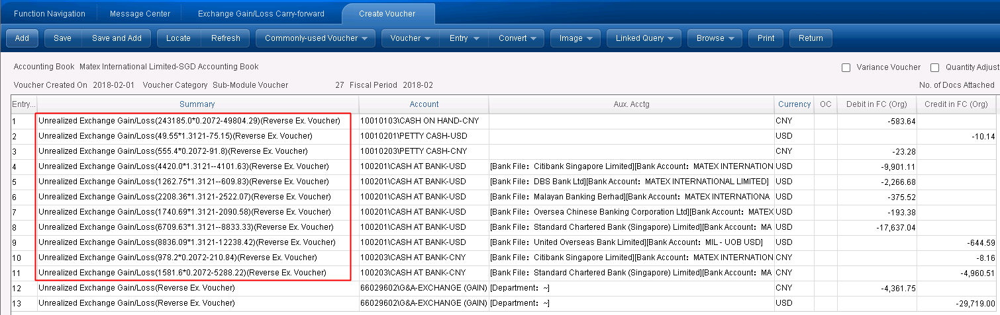 Function Navigation Message Center Exchange Gain/Loss Carry-forward Create Voucher
Add Save Save and Add Locate Refresh Commonly-used Voucher Voucher Entry Convert Image Linked Query Browse Print Return
Accounting Book Matex International Limited-SGD Accounting Book Variance Voucher Quantity Adjust
Voucher Created On 2018-02-01 Voucher Category Sub-Module Voucher 27 Fiscal Period 2018-02 No. of Docs Attached
Entry... Summary Account Aux. Acctg Currency OC Debit in FC (Org) Credit in FC (Org)
1 Unrealized Exchange Gain/Loss(243185.0*0.2072-49804.29)(Reverse Ex. Voucher) 10010103\CASH ON HAND-CNY CNY -583.64
2 Unrealized Exchange Gain/Loss(49.55*1.3121-75.15)(Reverse Ex. Voucher) 10010201\PETTY CASH-USD USD -10.14
3 Unrealized Exchange Gain/Loss(555.4*0.2072-91.8)(Reverse Ex. Voucher) 10010203\PETTY CASH-CNY CNY -23.28
4 Unrealized Exchange Gain/Loss(4420.0*1.3121--4101.63)(Reverse Ex. Voucher) 100201\CASH AT BANK-USD [Bank File：Citibank Singapore Limited][Bank Account：MATEX INTERNATION USD -9,901.11
5 Unrealized Exchange Gain/Loss(1262.75*1.3121--609.83)(Reverse Ex. Voucher) 100201\CASH AT BANK-USD [Bank File：DBS Bank Ltd][Bank Account：MATEX INTERNATIONAL LIMITED] USD -2,266.68
6 Unrealized Exchange Gain/Loss(2208.36*1.3121-2522.07)(Reverse Ex. Voucher) 100201\CASH AT BANK-USD [Bank File：Malayan Banking Berhad][Bank Account：MATEX INTERNATIONA USD -375.52
7 Unrealized Exchange Gain/Loss(1740.69*1.3121-2090.58)(Reverse Ex. Voucher) 100201\CASH AT BANK-USD [Bank File：Oversea Chinese Banking Corporation Ltd][Bank Account：MATEX USD -193.38
8 Unrealized Exchange Gain/Loss(6709.63*1.3121--8833.33)(Reverse Ex. Voucher) 100201\CASH AT BANK-USD [Bank File：Standard Chartered Bank (Singapore) Limited][Bank Account：MA USD -17,637.04
9 Unrealized Exchange Gain/Loss(8836.09*1.3121-12238.42)(Reverse Ex. Voucher) 100201\CASH AT BANK-USD [Bank File：United Overseas Bank Limited][Bank Account：MIL - UOB USD] USD -644.59
10 Unrealized Exchange Gain/Loss(978.2*0.2072-210.84)(Reverse Ex. Voucher) 100203\CASH AT BANK-CNY [Bank File：Citibank Singapore Limited][Bank Account：MATEX INTERNATION CNY -8.16
11 Unrealized Exchange Gain/Loss(1581.6*0.2072-5288.22)(Reverse Ex. Voucher) 100203\CASH AT BANK-CNY [Bank File：Standard Chartered Bank (Singapore) Limited][Bank Account：MA CNY -4,960.51
12 Unrealized Exchange Gain/Loss(Reverse Ex. Voucher) 66029602\G&A-EXCHANGE (GAIN) [Department：~] CNY -4,361.75
13 Unrealized Exchange Gain/Loss(Reverse Ex. Voucher) 66029602\G&A-EXCHANGE (GAIN) [Department：~] USD -29,719.00